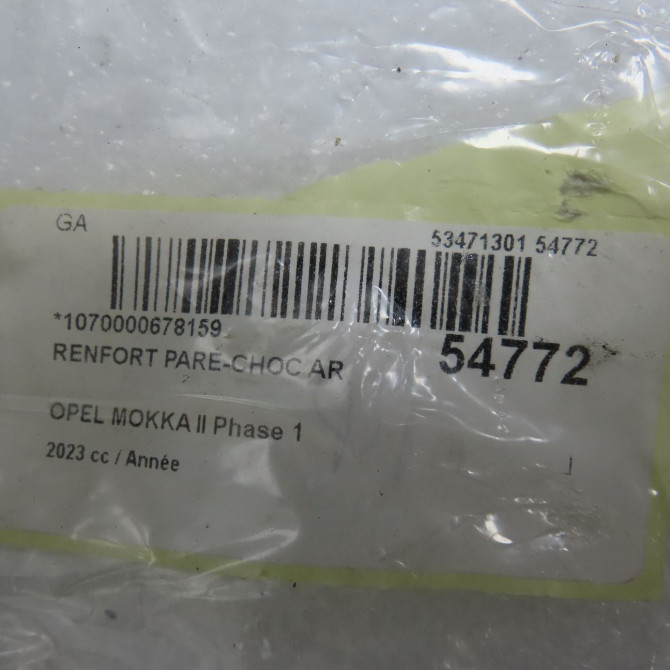 GA
53471301 54772
*1070000678159
54772
RENFORT PARE-CHOC AR
OPEL MOKKA II Phase 1
2023 cc / Année